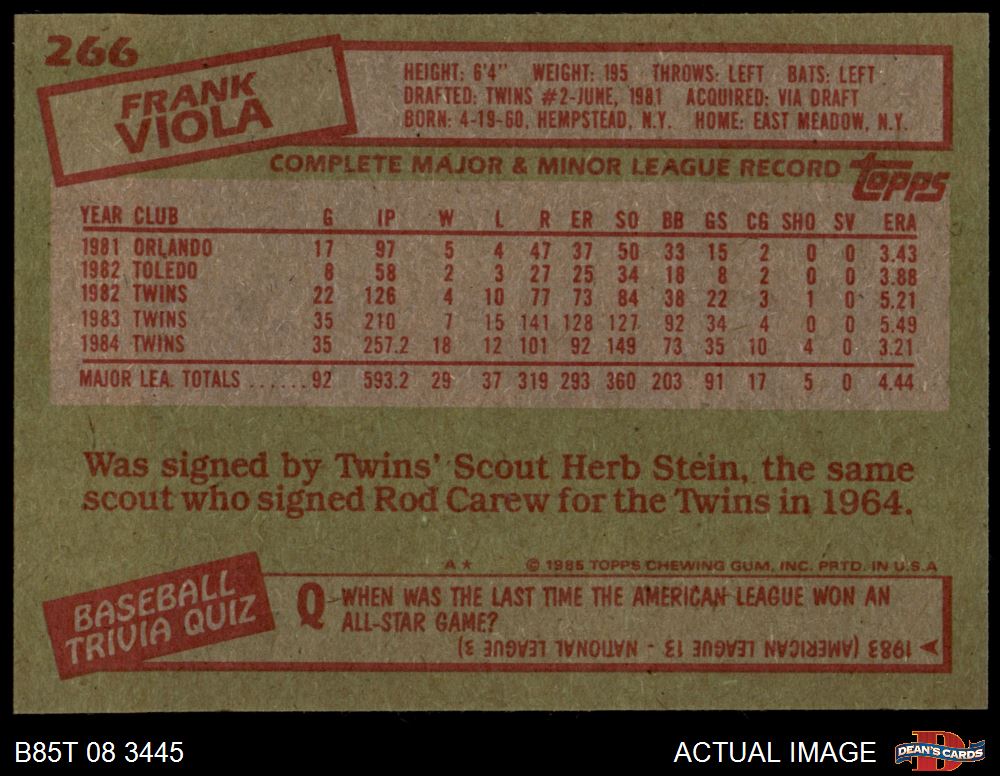 266
FRANK
VIOLA
HEIGHT: 6'4" WEIGHT: 195 THROWS: LEFT BATS: LEFT
DRAFTED: TWINS #2-JUNE, 1981 ACQUIRED: VIA DRAFT
BORN: 4-19-60, HEMPSTEAD, N.Y. HOME: EAST MEADOW, N.Y.
COMPLETE MAJOR & MINOR LEAGUE RECORD topps
YEAR CLUB G IP W L R ER SO BB GS CG SHO SV ERA
1981 ORLANDO 17 97 5 4 47 37 50 33 15 2 0 0 3.43
1982 TOLEDO 8 58 2 3 27 25 34 18 8 2 0 0 3.88
1982 TWINS 22 126 4 10 77 73 84 38 22 3 1 0 5.21
1983 TWINS 35 210 7 15 141 128 127 92 34 4 0 0 5.49
1984 TWINS 35 257.2 18 12 101 92 149 73 35 10 4 0 3.21
MAJOR LEA. TOTALS ...... 92 593.2 29 37 319 293 360 203 91 17 5 0 4.44
Was signed by Twins' Scout Herb Stein, the same
scout who signed Rod Carew for the Twins in 1964.
A* © 1985 TOPPS CHEWING GUM, INC. PRTD. IN U.S.A
BASEBALL
TRIVIA QUIZ
Q WHEN WAS THE LAST TIME THE AMERICAN LEAGUE WON AN
ALL-STAR GAME?
1983 (AMERICAN LEAGUE 13 - NATIONAL LEAGUE 3)
B85T 08 3445 ACTUAL IMAGE DEAN'S CARDS